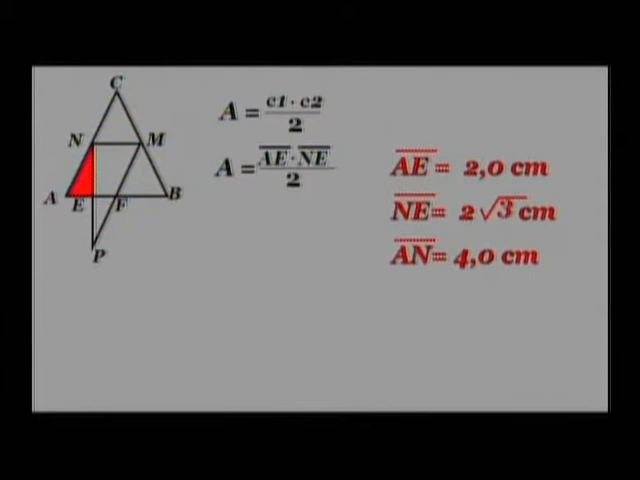 C
N M
A E F B
P
A = c1 · c2 / 2
A = AE · NE / 2
AE = 2,0 cm
NE = 2 √3 cm
AN = 4,0 cm